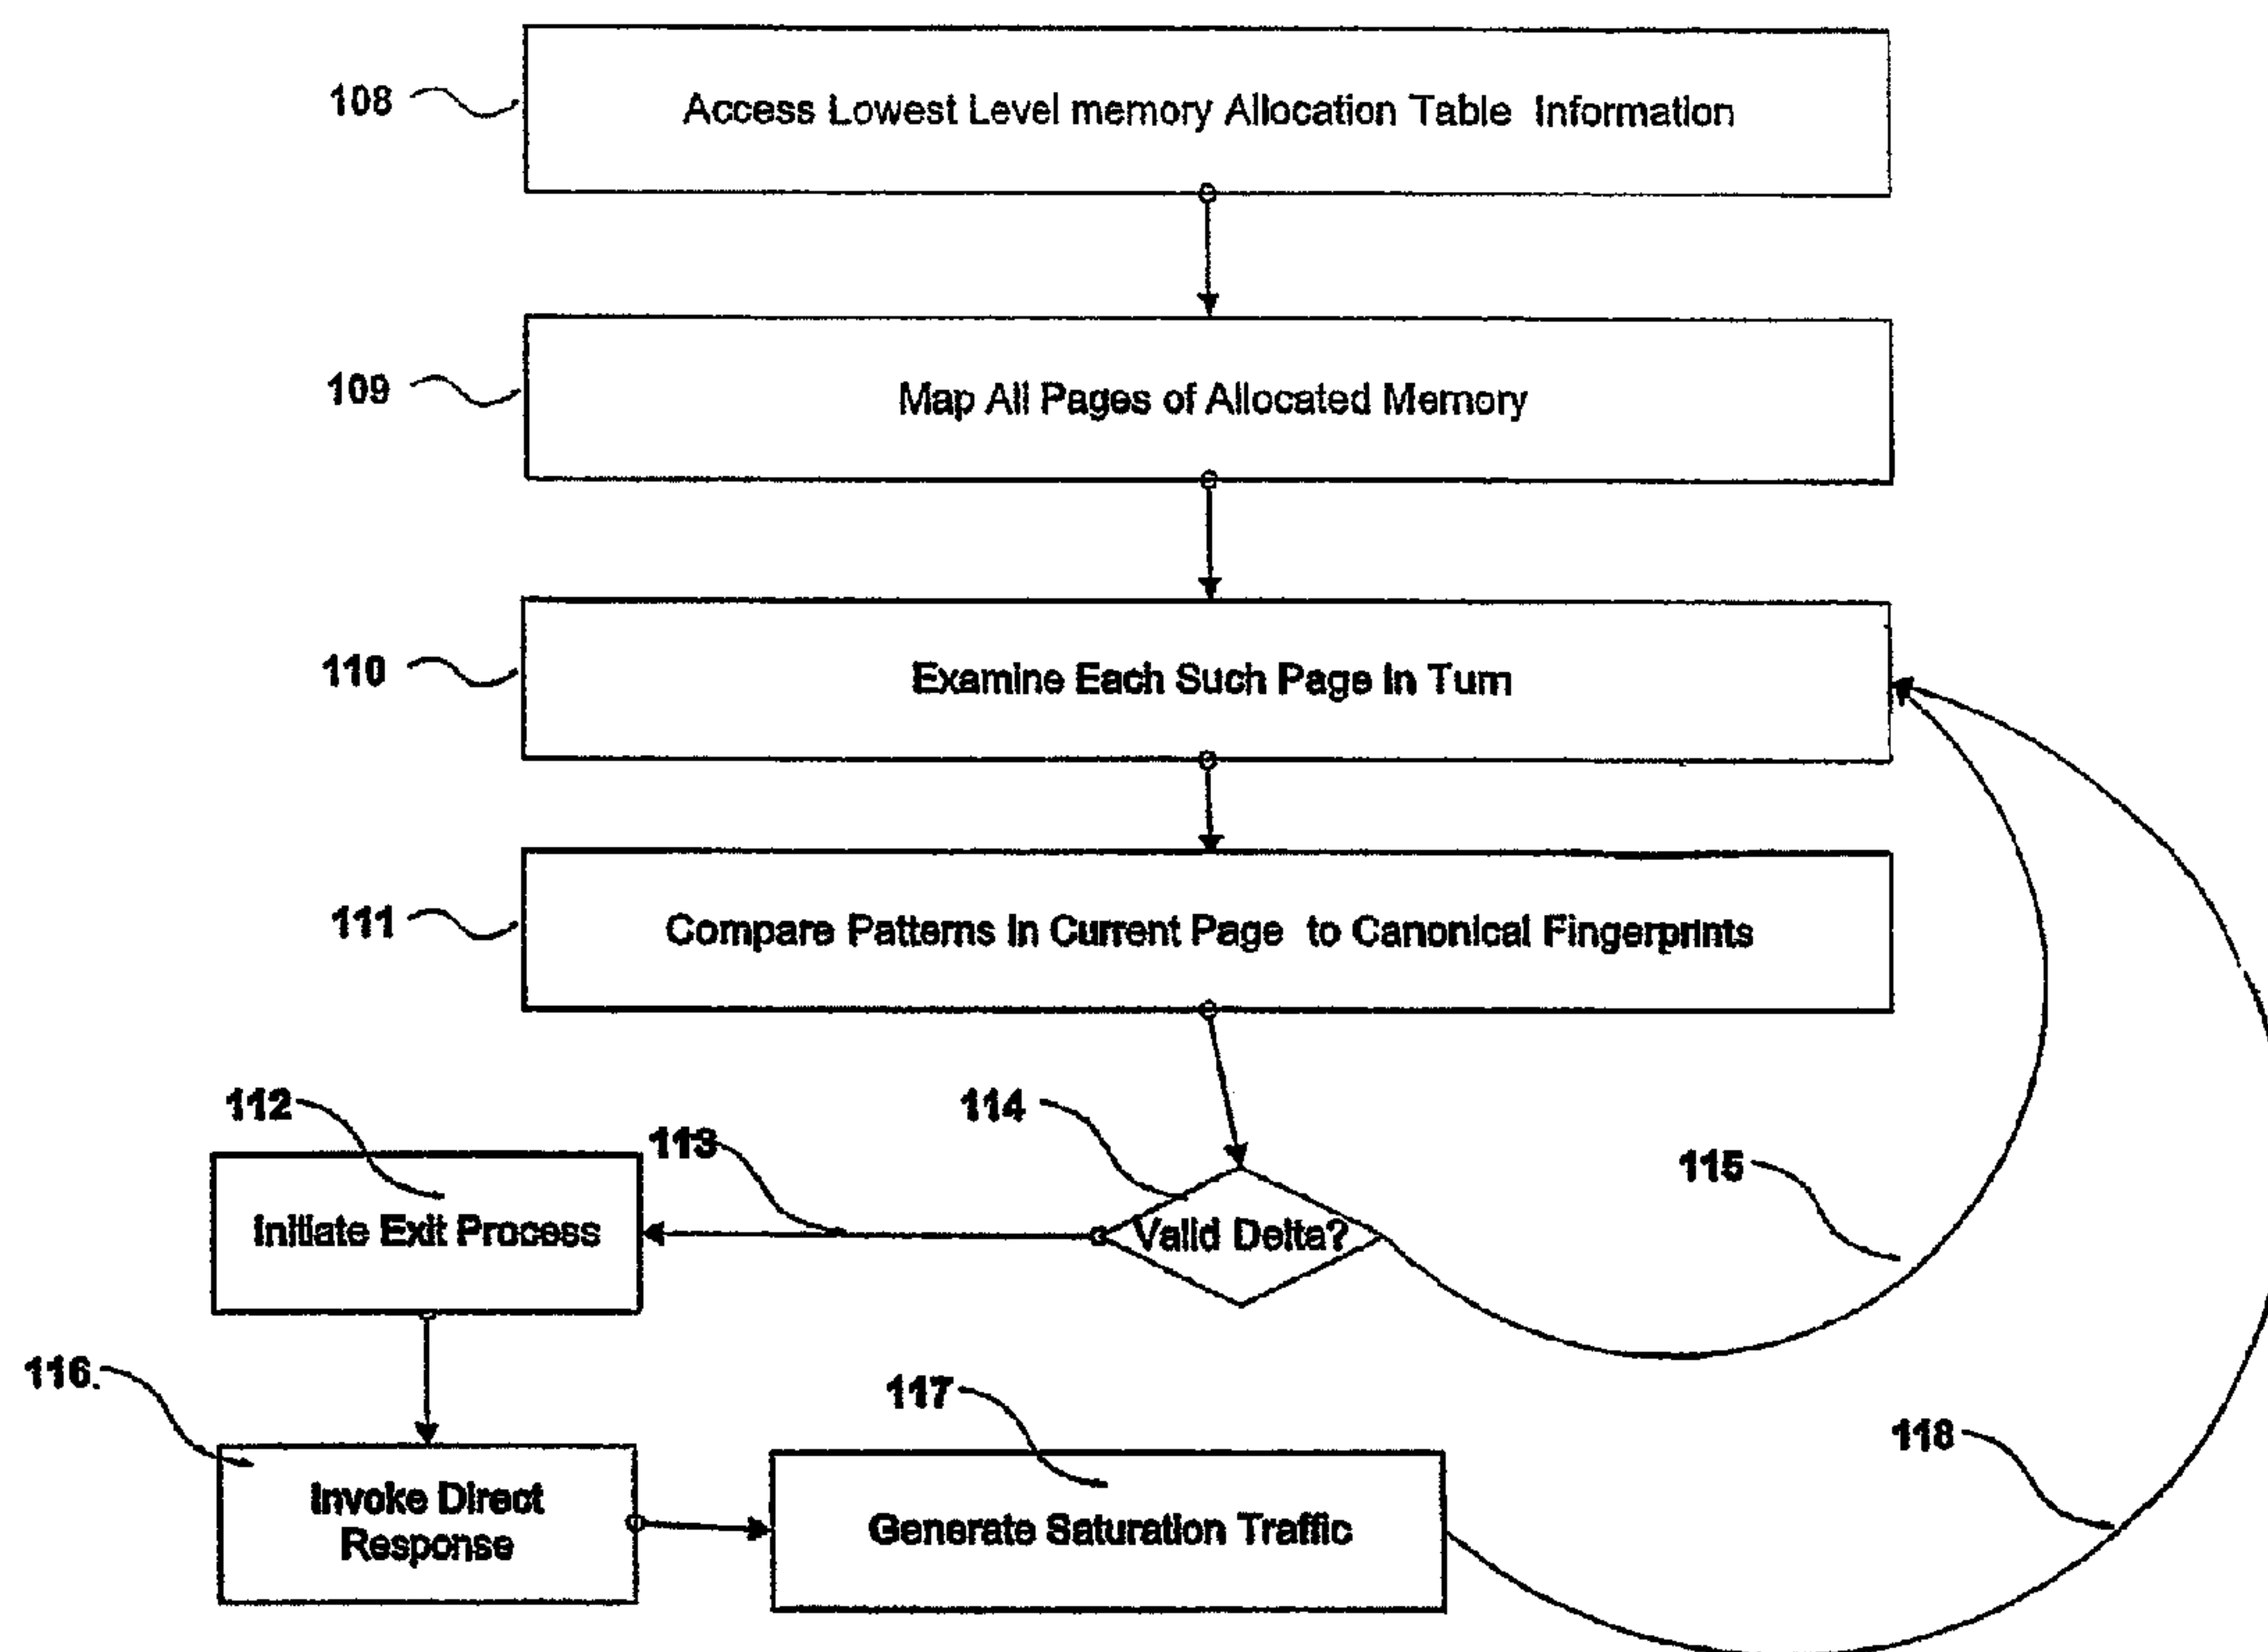 108
Access Lowest Level memory Allocation Table Information
109
Map All Pages of Allocated Memory
110
Examine Each Such Page In Turn
111
Compare Patterns In Current Page to Canonical Fingerprints
112
113
114
115
Initiate Exit Process
Valid Delta?
116.
117
118
Invoke Direct
Response
Generate Saturation Traffic